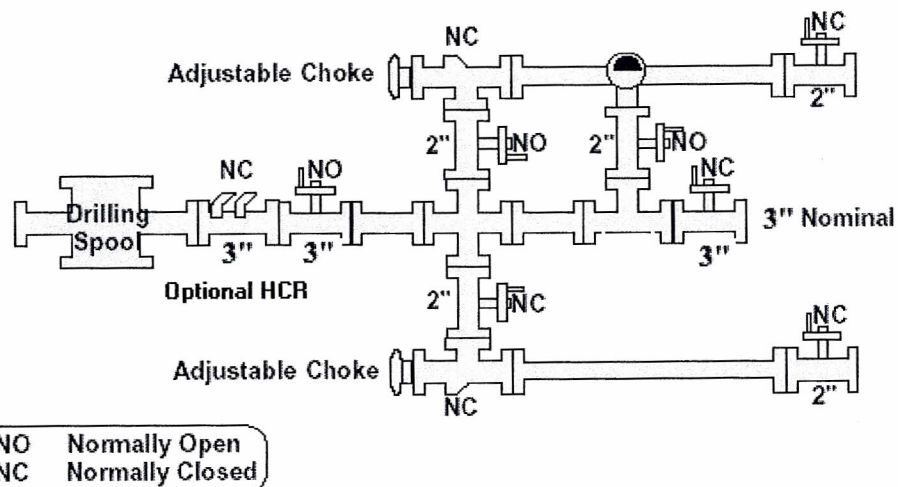 NC
NC
Adjustable Choke
2"
2"
NO
2"
NO
NC
NO
NC
Drilling
Spool
3" Nominal
3"
3"
3"
Optional HCR
2"
NC
NC
Adjustable Choke
2"
NC
NO Normally Open
NC Normally Closed